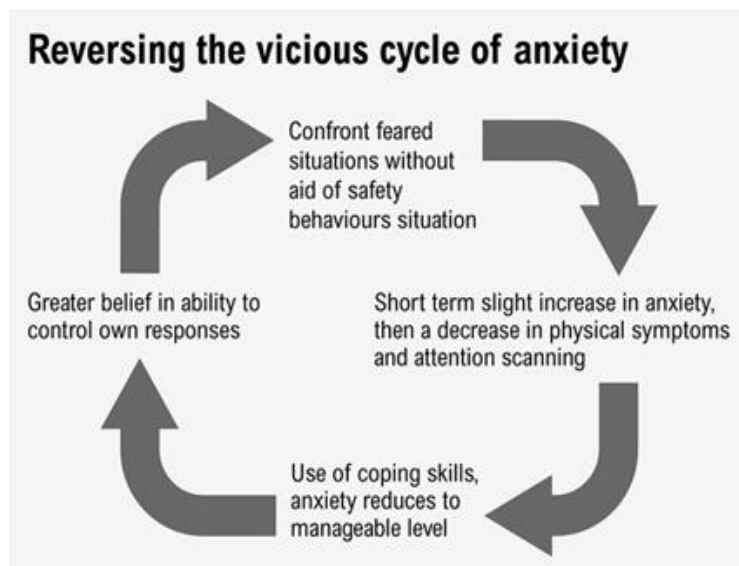 Reversing the vicious cycle of anxiety
Confront feared
situations without
aid of safety
behaviours situation
Short term slight increase in anxiety,
then a decrease in physical symptoms
and attention scanning
Use of coping skills,
anxiety reduces to
manageable level
Greater belief in ability to
control own responses